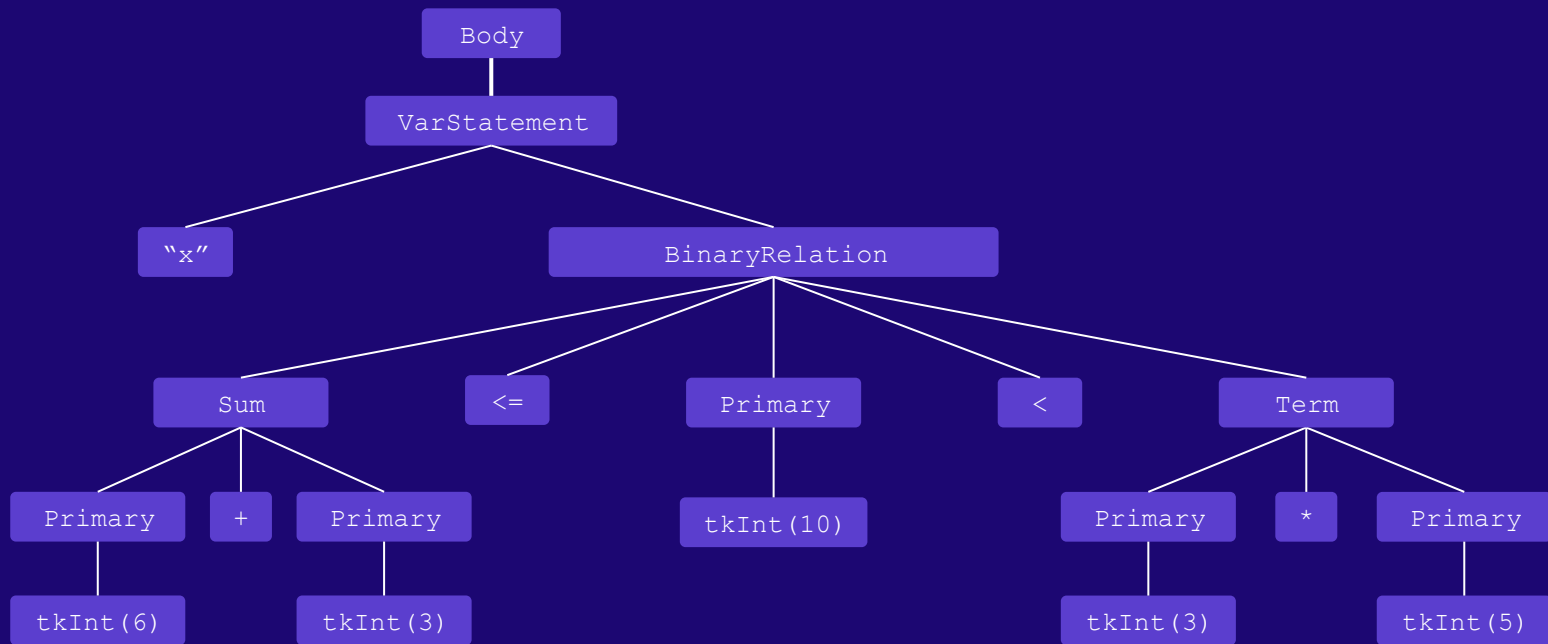 Body
VarStatement
“x”
BinaryRelation
Sum
<=
Primary
<
Term
Primary
+
Primary
tkInt(10)
Primary
*
Primary
tkInt(6)
tkInt(3)
tkInt(3)
tkInt(5)